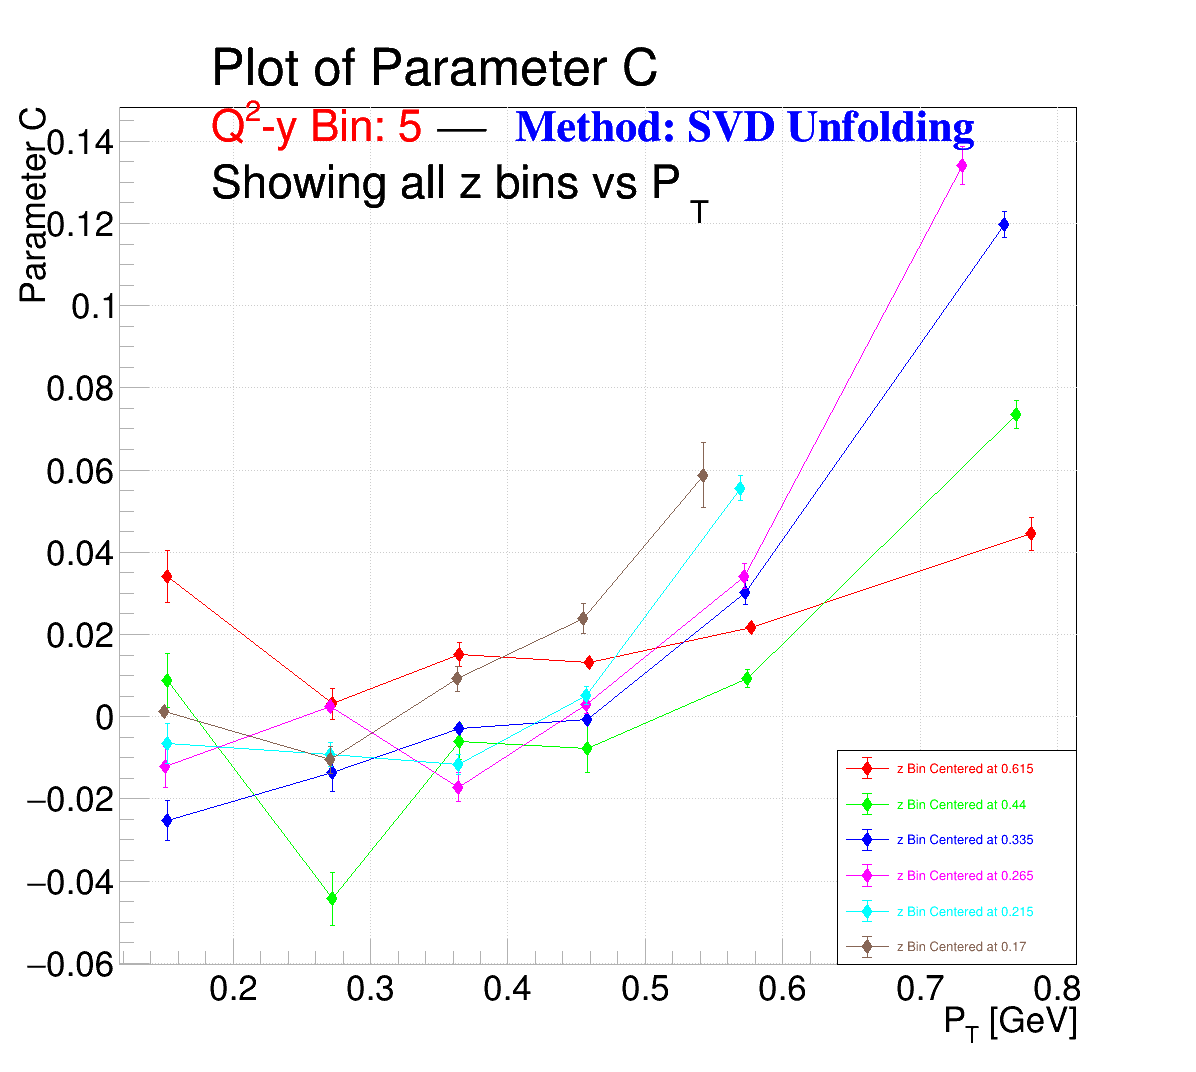 Plot of Parameter C
Q²-y Bin: 5 — Method: SVD Unfolding
Showing all z bins vs P_T
Parameter C
0.14
0.12
0.1
0.08
0.06
0.04
0.02
0
−0.02
−0.04
−0.06
z Bin Centered at 0.615
z Bin Centered at 0.44
z Bin Centered at 0.335
z Bin Centered at 0.265
z Bin Centered at 0.215
z Bin Centered at 0.17
0.2 0.3 0.4 0.5 0.6 0.7 0.8
P_T [GeV]